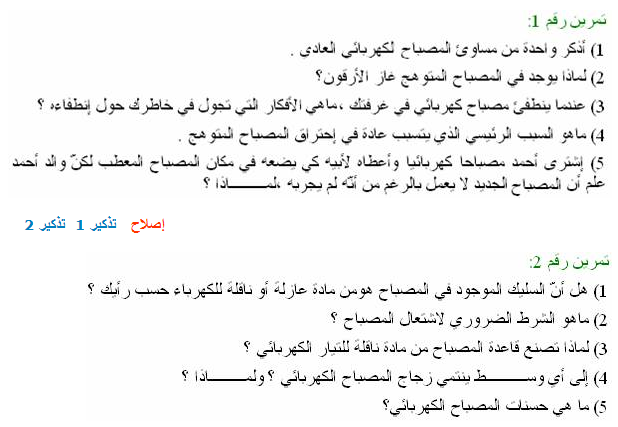 تمرين رقم 1:
1) أذكر واحدة من مساوئ المصباح لكهربائي العادي .
2) لماذا يوجد في المصباح المتوهج غاز الأرقون؟
3) عندما ينطفئ مصباح كهربائي في غرفتك ،ماهي الأفكار التي تجول في خاطرك حول إنطفاءه ؟
4) ماهو السبب الرئيسي الذي يتسبب عادة في إحتراق المصباح المتوهج .
5) إشترى أحمد مصباحا كهربائيا وأعطاه لأبيه كي يضعه في مكان المصباح المعطب لكنّ والد أحمد
علم أن المصباح الجديد لا يعمل بالرغم من أنّه لم يجربه ،لمــــــاذا ؟
إصلاح تذكير 1 تذكير 2
تمرين رقم 2:
1) هل أنّ السليك الموجود في المصباح هومن مادة عازلة أو ناقلة للكهرباء حسب رأيك ؟
2) ماهو الشرط الضروري لاشتعال المصباح ؟
3) لماذا تصنع قاعدة المصباح من مادة ناقلة للتيار الكهربائي ؟
4) إلى أي وســــــط ينتمي زجاج المصباح الكهربائي ؟ ولمــــــاذا ؟
5) ما هي حسنات المصباح الكهربائي؟